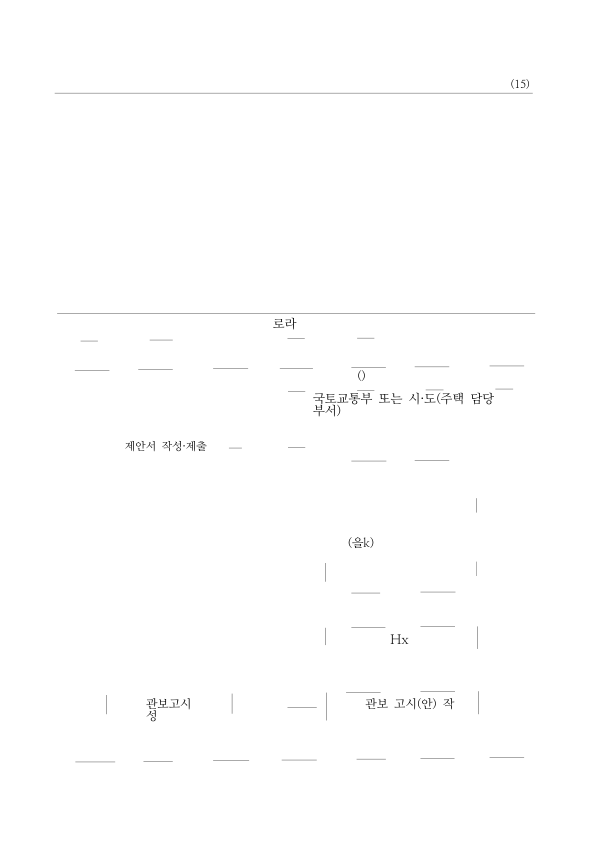 (15)
로라
()
국토교통부 또는 시·도(주택 담당
부서)
제안서 작성·제출
(을k)
Hx
관보고시
성
관보 고시(안) 작